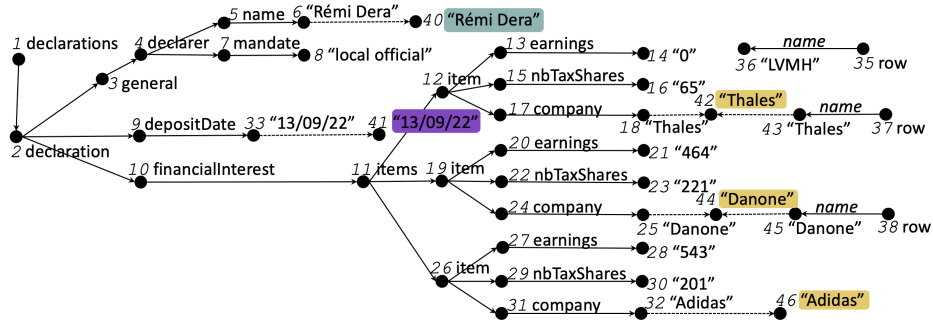 5 name 6 “Rémi Dera” 40 “Rémi Dera”
1 declarations 4 declarer 7 mandate 8 “local official”
3 general
13 earnings 14 “0”
name
36 “LVMH” 35 row
12 item 15 nbTaxShares 16 “65”
42 “Thales”
17 company 18 “Thales” 43 “Thales” name 37 row
9 depositDate 33 “13/09/22” 41 “13/09/22”
2 declaration
20 earnings 21 “464”
10 financialInterest 11 items 19 item 22 nbTaxShares 23 “221”
44 “Danone”
24 company 25 “Danone” 45 “Danone” name 38 row
27 earnings 28 “543”
26 item 29 nbTaxShares 30 “201”
31 company 32 “Adidas” 46 “Adidas”